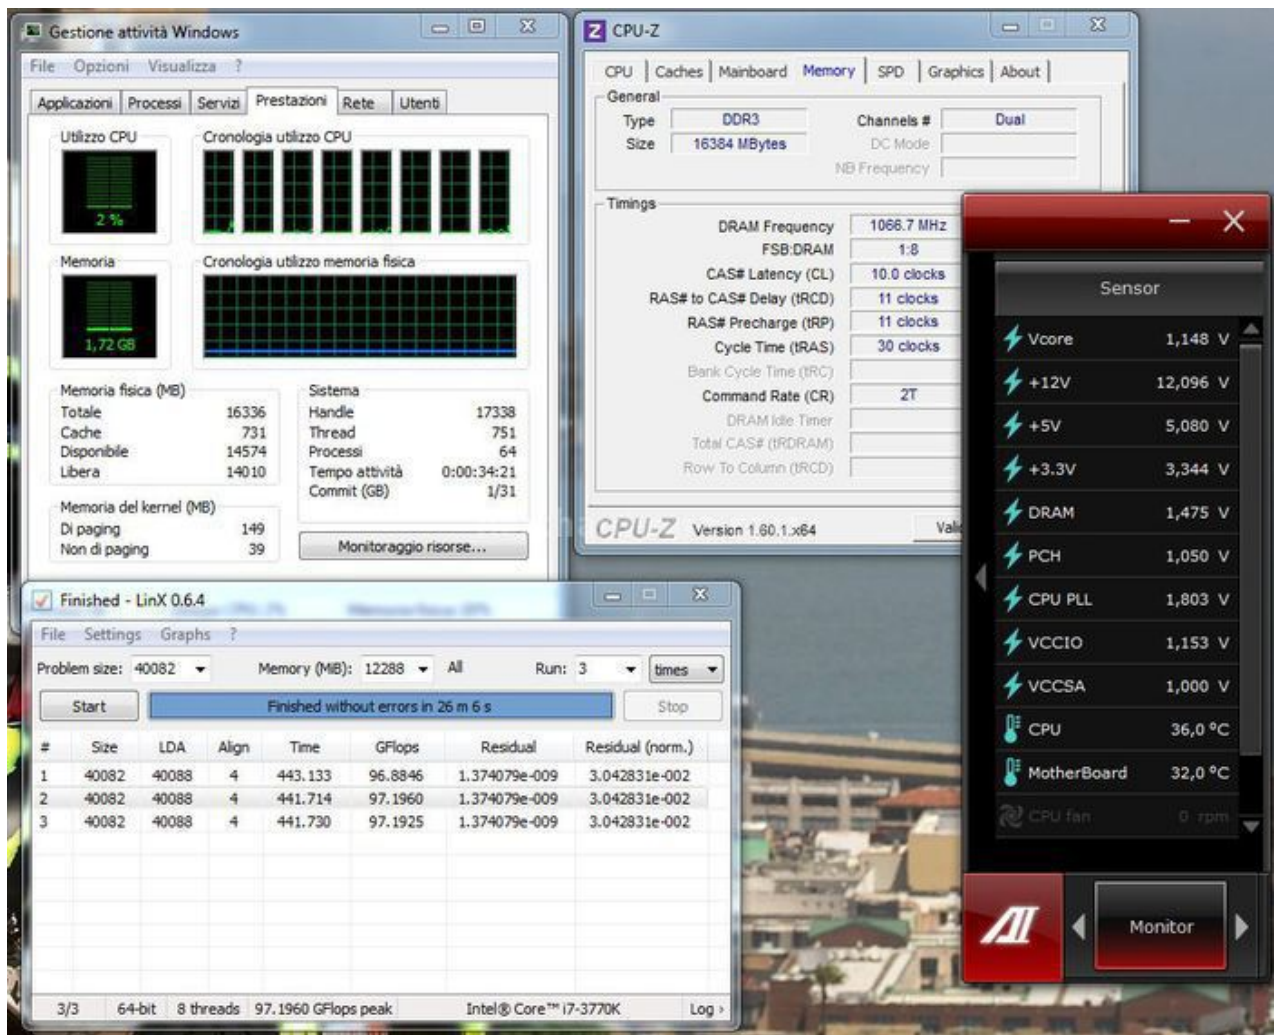 Gestione attività Windows
File Opzioni Visualizza ?
Applicazioni Processi Servizi Prestazioni Rete Utenti
Utilizzo CPU Cronologia utilizzo CPU
2 %
Memoria Cronologia utilizzo memoria fisica
1,72 GB
Memoria fisica (MB)
Totale 16336
Cache 731
Disponibile 14574
Libera 14010
Memoria del kernel (MB)
Di paging 149
Non di paging 39
Sistema
Handle 17338
Thread 751
Processi 64
Tempo attività 0:00:34:21
Commit (GB) 1/31
Monitoraggio risorse...
CPU-Z
CPU Caches Mainboard Memory SPD Graphics About
General
Type DDR3 Channels # Dual
Size 16384 MBytes DC Mode
NB Frequency
Timings
DRAM Frequency 1066.7 MHz
FSB:DRAM 1:8
CAS# Latency (CL) 10.0 clocks
RAS# to CAS# Delay (tRCD) 11 clocks
RAS# Precharge (tRP) 11 clocks
Cycle Time (tRAS) 30 clocks
Bank Cycle Time (tRC)
Command Rate (CR) 2T
DRAM Idle Timer
Total CAS# (tRDRAM)
Row To Column (tRCD)
CPU-Z Version 1.60.1.x64 Valid
Sensor
Vcore 1,148 V
+12V 12,096 V
+5V 5,080 V
+3.3V 3,344 V
DRAM 1,475 V
PCH 1,050 V
CPU PLL 1,803 V
VCCIO 1,153 V
VCCSA 1,000 V
CPU 36,0 °C
MotherBoard 32,0 °C
CPU fan 0 rpm
AI Monitor
Finished - LinX 0.6.4
File Settings Graphs ?
Problem size: 40082 Memory (MiB): 12288 All Run: 3 times
Start Finished without errors in 26 m 6 s Stop
# Size LDA Align Time GFlops Residual Residual (norm.)
1 40082 40088 4 443.133 96.8846 1.374079e-009 3.042831e-002
2 40082 40088 4 441.714 97.1960 1.374079e-009 3.042831e-002
3 40082 40088 4 441.730 97.1925 1.374079e-009 3.042831e-002
3/3 64-bit 8 threads 97.1960 GFlops peak Intel® Core™ i7-3770K Log ›